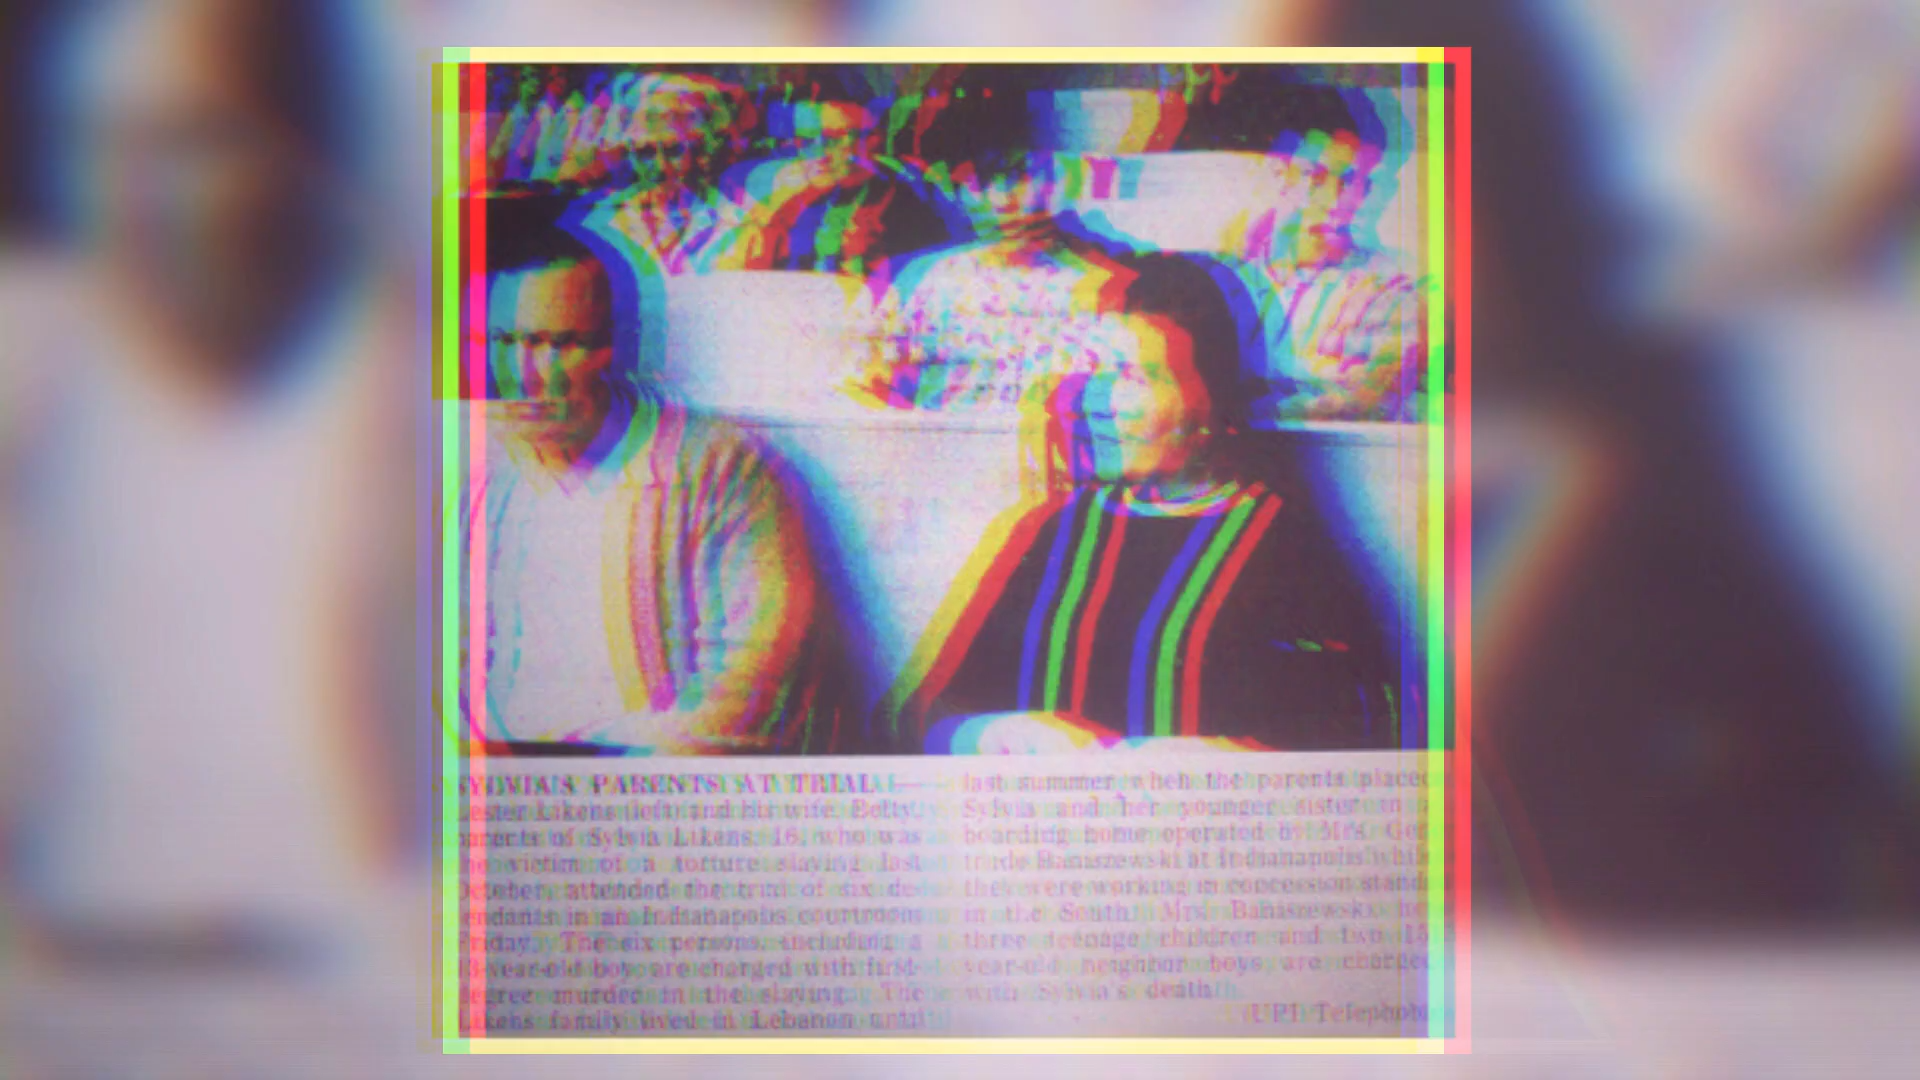 SYLVIA'S PARENTS AT TRIAL—
Lester Likens (left) and his wife, Betty,
parents of Sylvia Likens, 16, who was
the victim of a torture slaying last
October, attended the trial of six de-
fendants in an Indianapolis courtroom
Friday. The six persons, including a
13-year-old boy, are charged with first-
degree murder in the slaying. The
Likens family lived in Lebanon until
last summer when the parents placed
Sylvia and her younger sister in a
boarding home operated by Mrs. Ger-
trude Baniszewski at Indianapolis while
they were working in concession stands
in the South. Mrs. Baniszewski, her
three teenage children and two 15-
year-old neighbor boys, are charged
with Sylvia's death.
(UPI Telephoto)